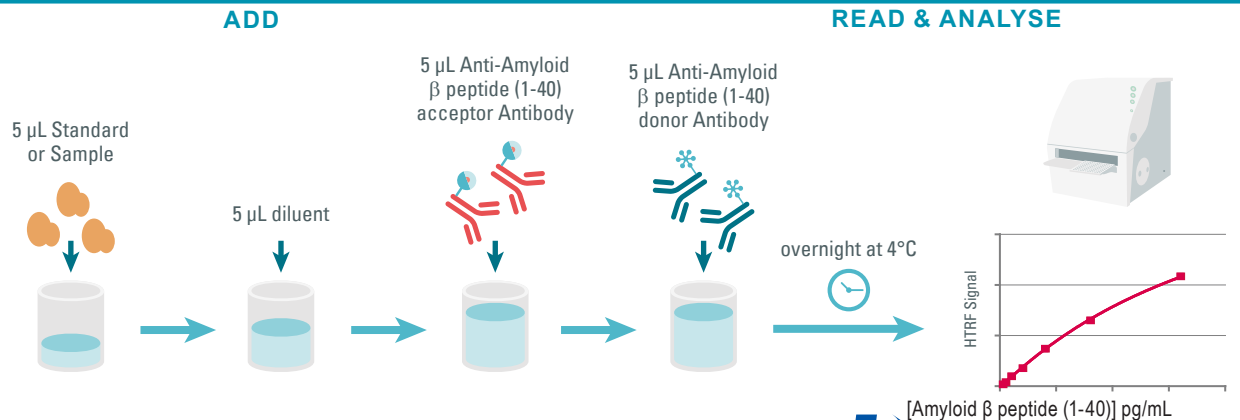 ADD
READ & ANALYSE
5 µL Standard
or Sample
5 µL diluent
5 µL Anti-Amyloid
β peptide (1-40)
acceptor Antibody
5 µL Anti-Amyloid
β peptide (1-40)
donor Antibody
overnight at 4°C
HTRF Signal
[Amyloid β peptide (1-40)] pg/mL